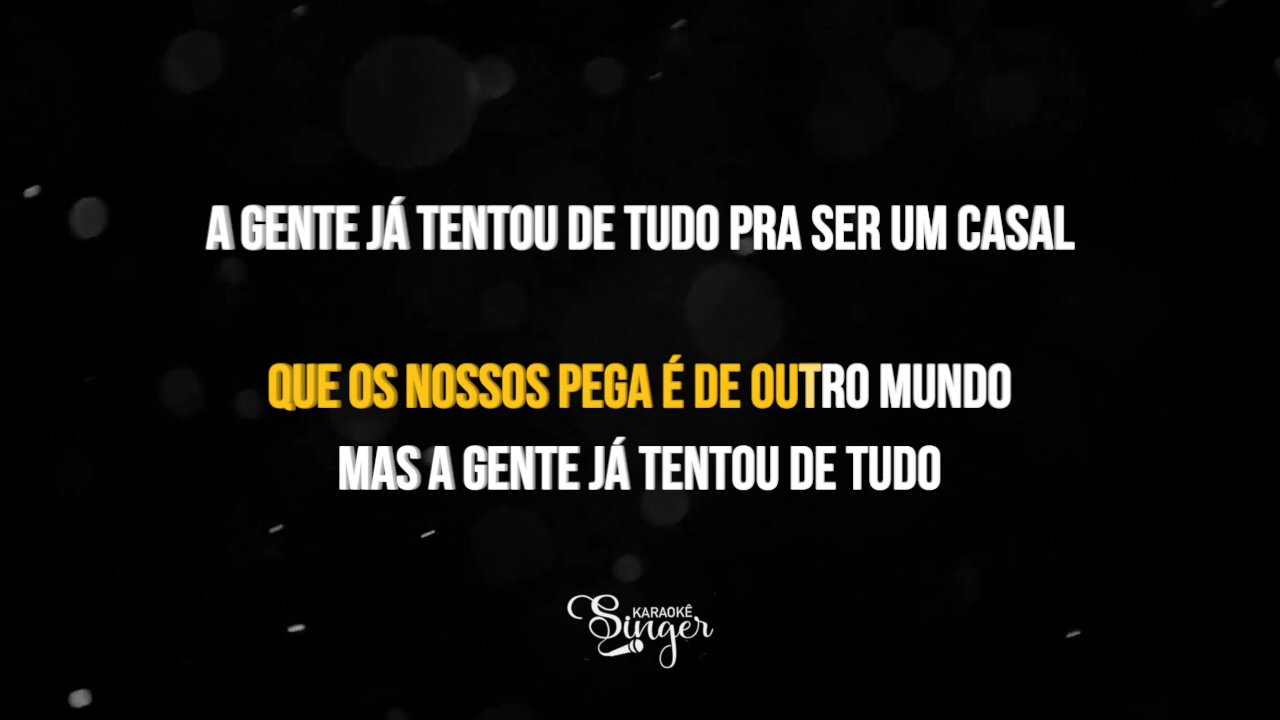 A GENTE JÁ TENTOU DE TUDO PRA SER UM CASAL
QUE OS NOSSOS PEGA É DE OUTRO MUNDO
MAS A GENTE JÁ TENTOU DE TUDO
KARAOKÊ
Singer